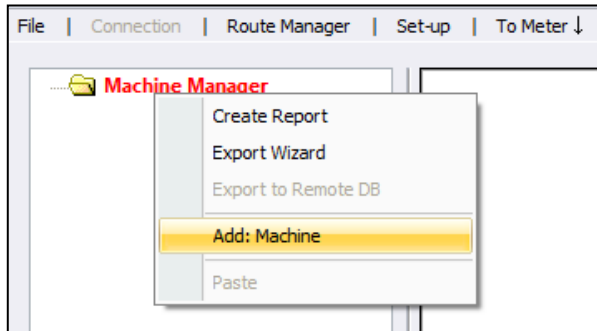 File | Connection | Route Manager | Set-up | To Meter ↓
Machine Manager
Create Report
Export Wizard
Export to Remote DB
Add: Machine
Paste